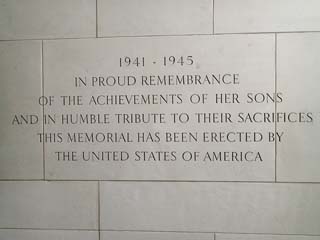 1941 - 1945
IN PROUD REMEMBRANCE
OF THE ACHIEVEMENTS OF HER SONS
AND IN HUMBLE TRIBUTE TO THEIR SACRIFICES
THIS MEMORIAL HAS BEEN ERECTED BY
THE UNITED STATES OF AMERICA